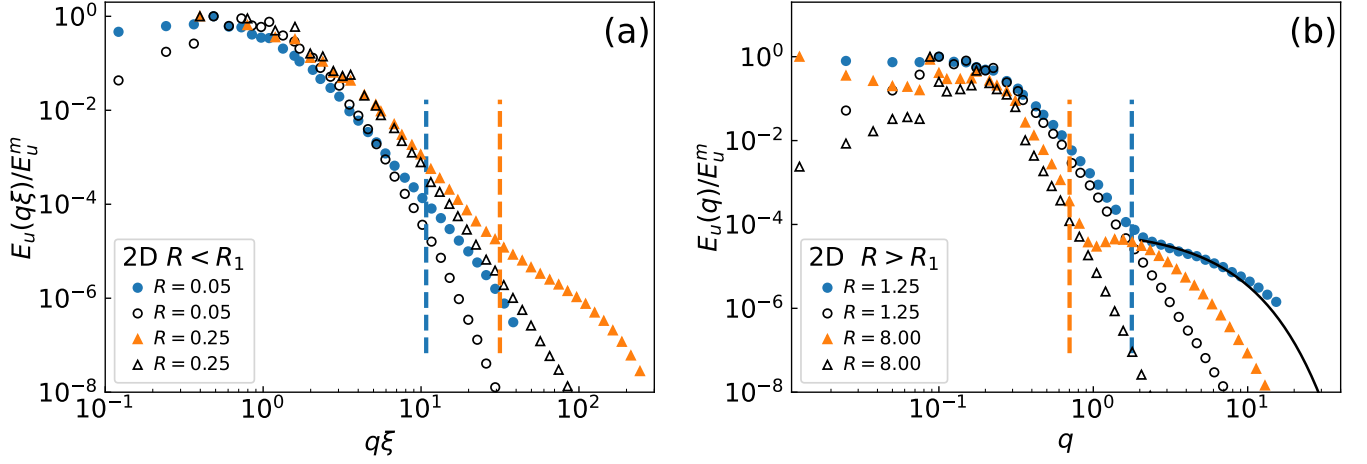 (a)
E_u(qξ)/E_u^m
10^0
10^{-2}
10^{-4}
10^{-6}
10^{-8}
2D R < R_1
R = 0.05
R = 0.05
R = 0.25
R = 0.25
10^{-1} 10^0 10^1 10^2
qξ
(b)
E_u(q)/E_u^m
10^0
10^{-2}
10^{-4}
10^{-6}
10^{-8}
2D R > R_1
R = 1.25
R = 1.25
R = 8.00
R = 8.00
10^{-1} 10^0 10^1
q